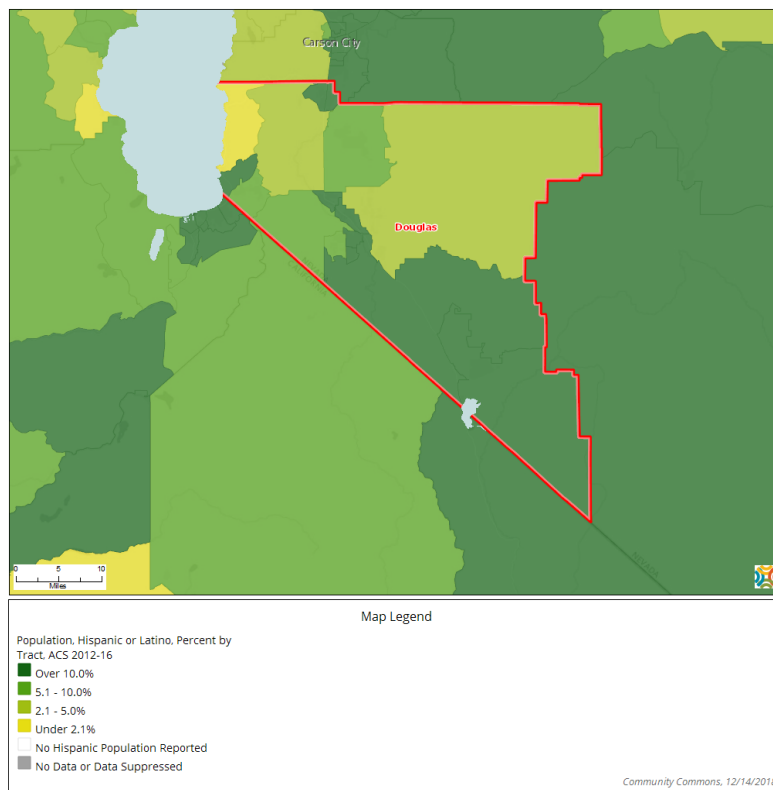 Carson City
Douglas
NEVADA
0 5 10
Miles
Map Legend
Population, Hispanic or Latino, Percent by
Tract, ACS 2012-16
Over 10.0%
5.1 - 10.0%
2.1 - 5.0%
Under 2.1%
No Hispanic Population Reported
No Data or Data Suppressed
Community Commons, 12/14/2018